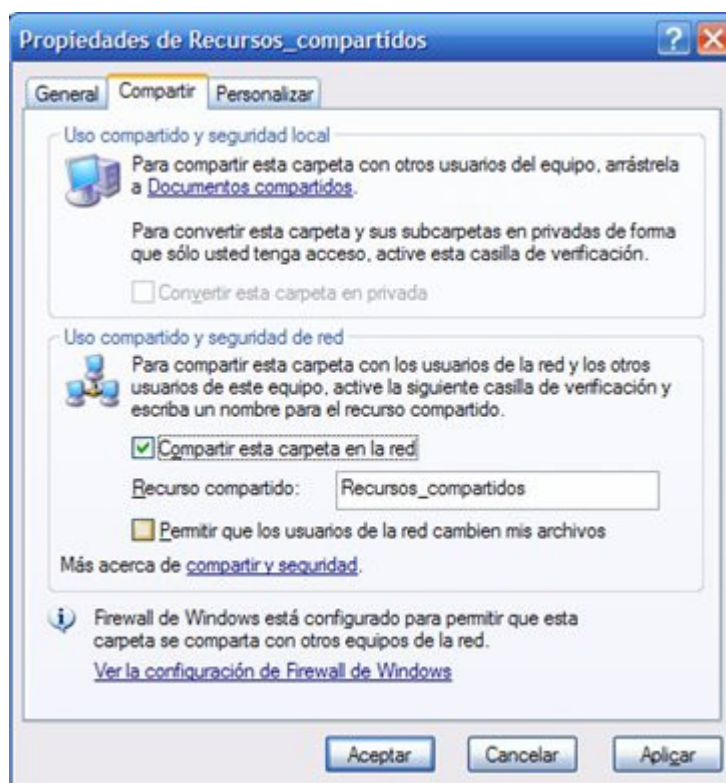 Propiedades de Recursos_compartidos
General Compartir Personalizar
Uso compartido y seguridad local
Para compartir esta carpeta con otros usuarios del equipo, arrástrela
a Documentos compartidos.
Para convertir esta carpeta y sus subcarpetas en privadas de forma
que sólo usted tenga acceso, active esta casilla de verificación.
Convertir esta carpeta en privada
Uso compartido y seguridad de red
Para compartir esta carpeta con los usuarios de la red y los otros
usuarios de este equipo, active la siguiente casilla de verificación y
escriba un nombre para el recurso compartido.
Compartir esta carpeta en la red
Recurso compartido: Recursos_compartidos
Permitir que los usuarios de la red cambien mis archivos
Más acerca de compartir y seguridad.
Firewall de Windows está configurado para permitir que esta
carpeta se comparta con otros equipos de la red.
Ver la configuración de Firewall de Windows
Aceptar Cancelar Aplicar